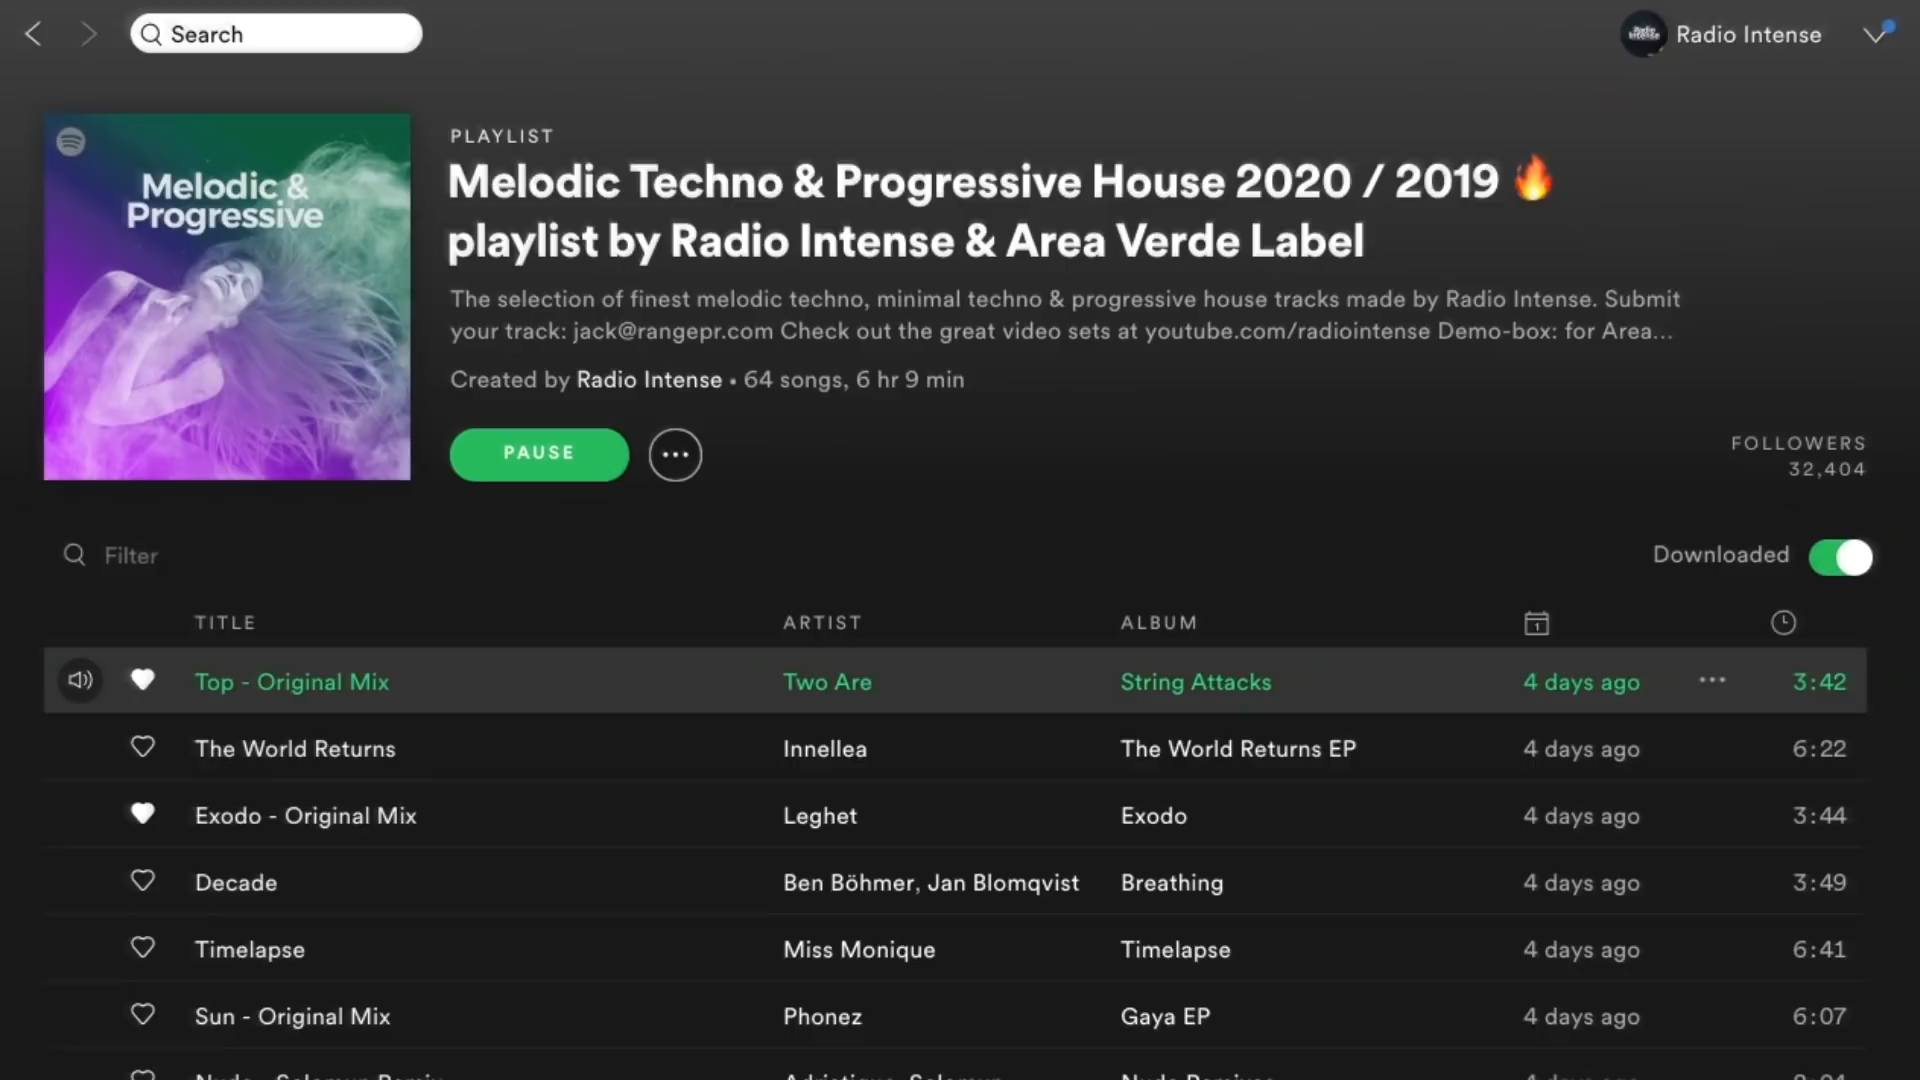 Search
Radio Intense
Melodic &
Progressive
PLAYLIST
Melodic Techno & Progressive House 2020 / 2019 🔥
playlist by Radio Intense & Area Verde Label
The selection of finest melodic techno, minimal techno & progressive house tracks made by Radio Intense. Submit
your track: jack@rangepr.com Check out the great video sets at youtube.com/radiointense Demo-box: for Area...
Created by Radio Intense • 64 songs, 6 hr 9 min
PAUSE
FOLLOWERS
32,404
Filter
Downloaded
TITLE ARTIST ALBUM
Top - Original Mix Two Are String Attacks 4 days ago 3:42
The World Returns Innellea The World Returns EP 4 days ago 6:22
Exodo - Original Mix Leghet Exodo 4 days ago 3:44
Decade Ben Böhmer, Jan Blomqvist Breathing 4 days ago 3:49
Timelapse Miss Monique Timelapse 4 days ago 6:41
Sun - Original Mix Phonez Gaya EP 4 days ago 6:07